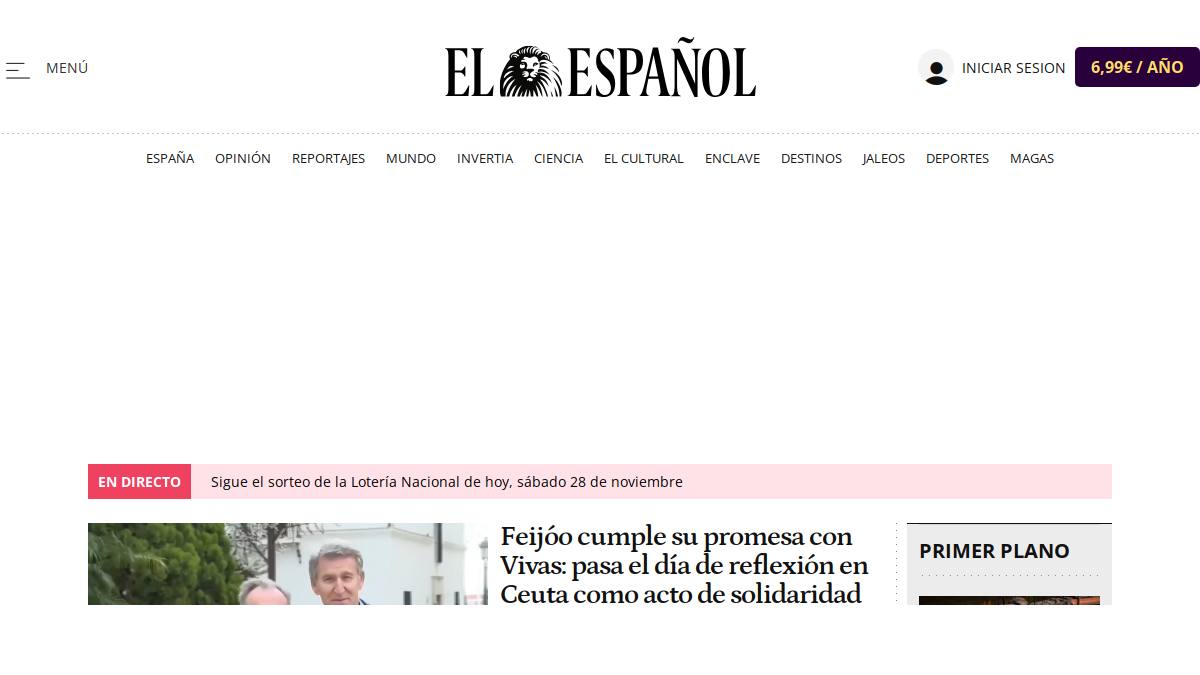 MENÚ
EL ESPAÑOL
INICIAR SESION
6,99€ / AÑO
ESPAÑA OPINIÓN REPORTAJES MUNDO INVERTIA CIENCIA EL CULTURAL ENCLAVE DESTINOS JALEOS DEPORTES MAGAS
EN DIRECTO
Sigue el sorteo de la Lotería Nacional de hoy, sábado 28 de noviembre
Feijóo cumple su promesa con
Vivas: pasa el día de reflexión en
Ceuta como acto de solidaridad
PRIMER PLANO